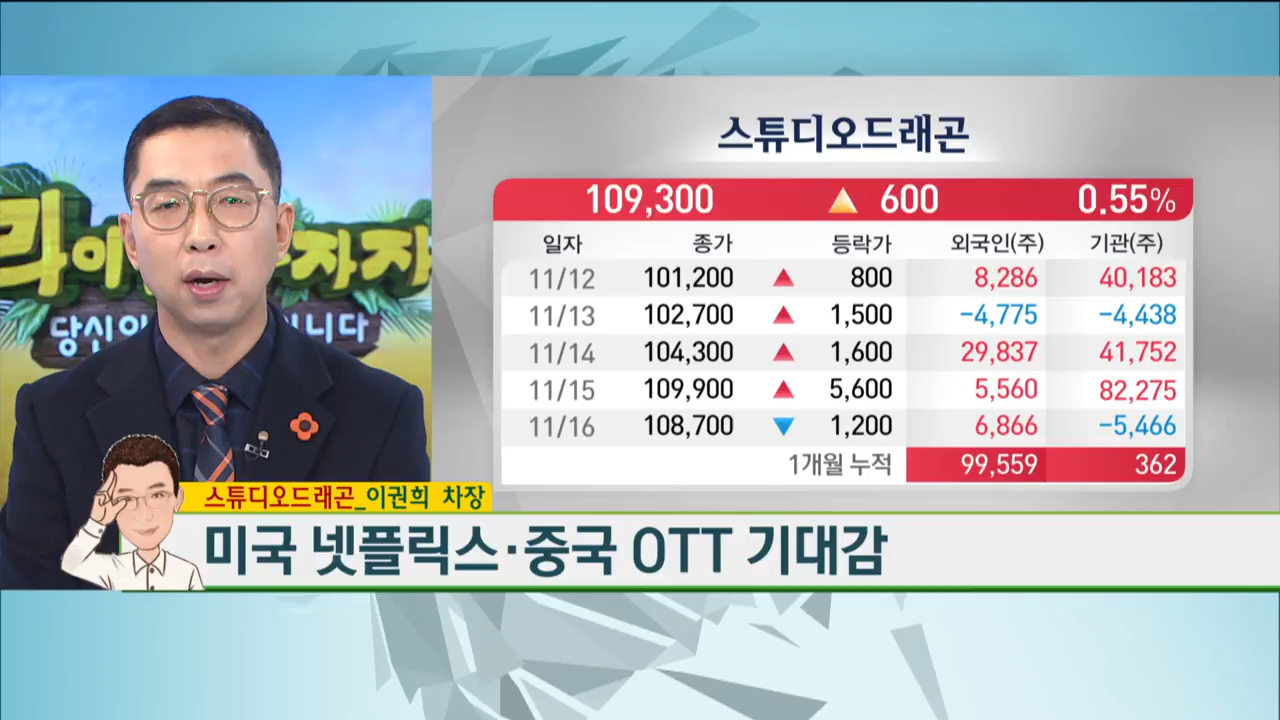 스튜디오드래곤
109,300 ▲ 600 0.55%
일자 종가 등락가 외국인(주) 기관(주)
11/12 101,200 ▲ 800 8,286 40,183
11/13 102,700 ▲ 1,500 -4,775 -4,438
11/14 104,300 ▲ 1,600 29,837 41,752
11/15 109,900 ▲ 5,600 5,560 82,275
11/16 108,700 ▼ 1,200 6,866 -5,466
1개월 누적 99,559 362
당신의 니다
스튜디오드래곤_이권희 차장
미국 넷플릭스·중국 OTT 기대감